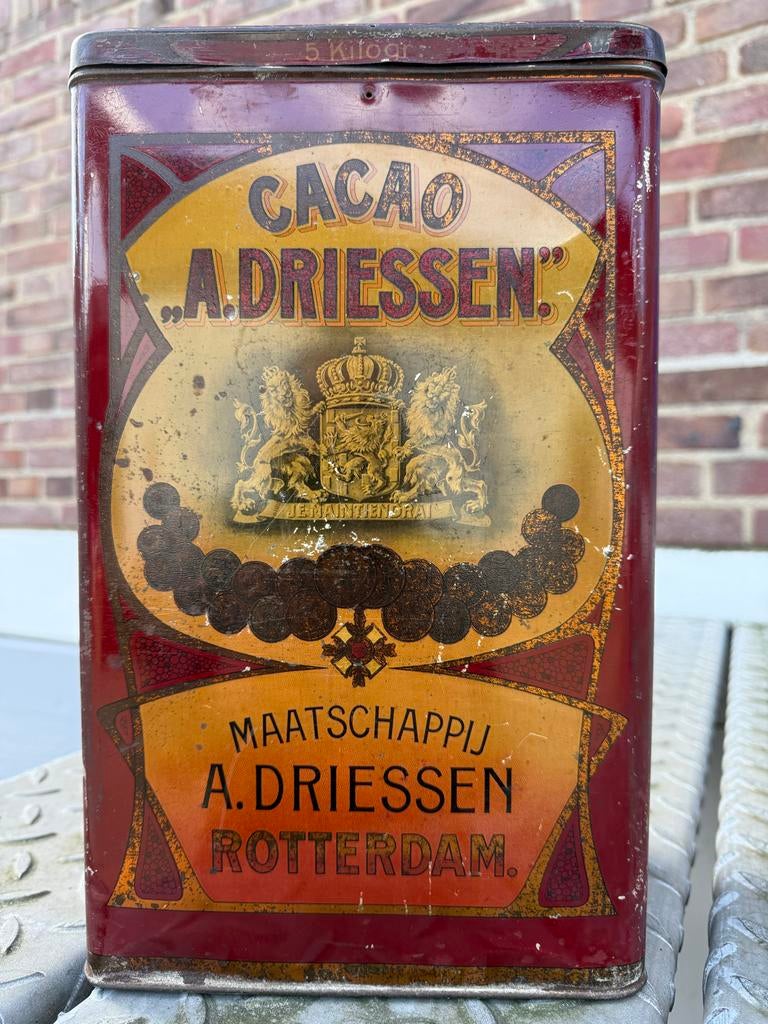 5 Kilogr
CACAO
„A.DRIESSEN.”
JE MAINTIENDRAI
MAATSCHAPPIJ
A. DRIESSEN
ROTTERDAM.